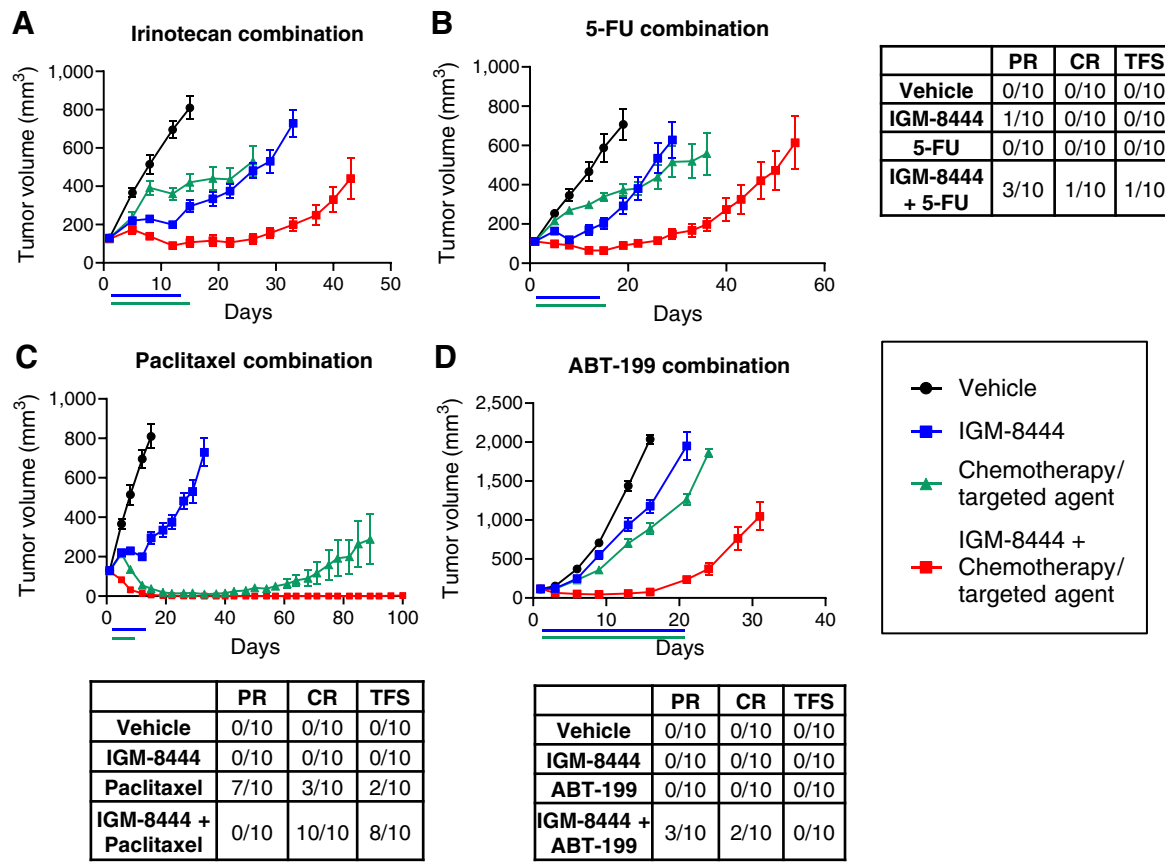 A
Irinotecan combination
Tumor volume (mm³)
1,000
800
600
400
200
0
0 10 20 30 40 50
Days
B
5-FU combination
Tumor volume (mm³)
1,000
800
600
400
200
0
0 20 40 60
Days
PR CR TFS
Vehicle 0/10 0/10 0/10
IGM-8444 1/10 0/10 0/10
5-FU 0/10 0/10 0/10
IGM-8444
+ 5-FU 3/10 1/10 1/10
C
Paclitaxel combination
Tumor volume (mm³)
1,000
800
600
400
200
0
0 20 40 60 80 100
Days
D
ABT-199 combination
Tumor volume (mm³)
2,500
2,000
1,500
1,000
500
0
0 10 20 30 40
Days
Vehicle
IGM-8444
Chemotherapy/
targeted agent
IGM-8444 +
Chemotherapy/
targeted agent
PR CR TFS
Vehicle 0/10 0/10 0/10
IGM-8444 0/10 0/10 0/10
Paclitaxel 7/10 3/10 2/10
IGM-8444 +
Paclitaxel 0/10 10/10 8/10
PR CR TFS
Vehicle 0/10 0/10 0/10
IGM-8444 0/10 0/10 0/10
ABT-199 0/10 0/10 0/10
IGM-8444 +
ABT-199 3/10 2/10 0/10